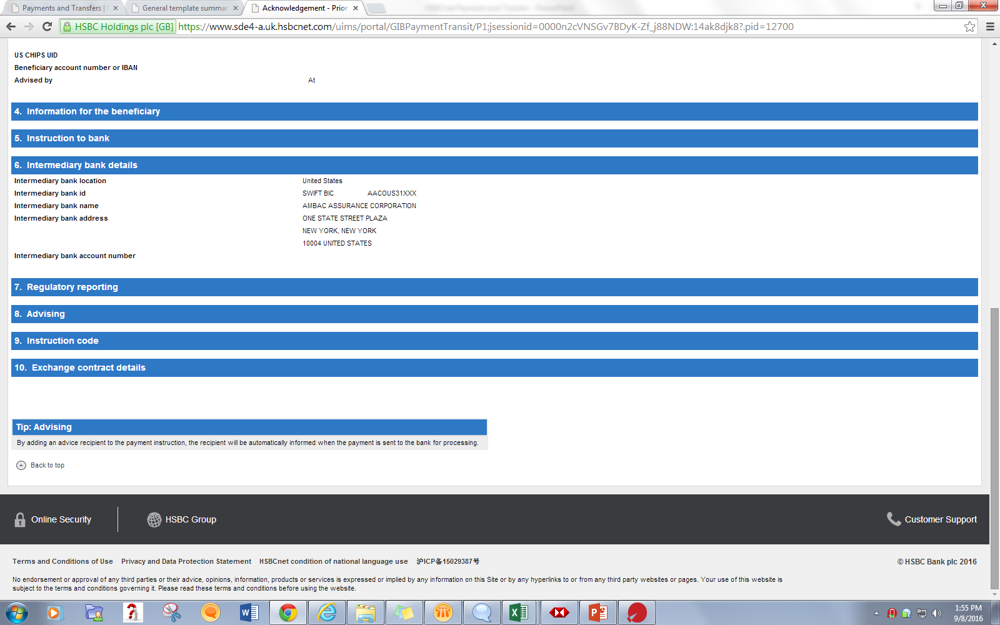 Payments and Transfers |
General template summar
Acknowledgement - Prior
HSBC Holdings plc [GB] https://www.sde4-a.uk.hsbcnet.com/uims/portal/GIBPaymentTransit/P1;jsessionid=0000n2cVNSGv7BDyK-Zf_j88NDW:14ak8djk8?.pid=12700
US CHIPS UID
Beneficiary account number or IBAN
Advised by At
4. Information for the beneficiary
5. Instruction to bank
6. Intermediary bank details
Intermediary bank location United States
Intermediary bank id SWIFT BIC AACOUS31XXX
Intermediary bank name AMBAC ASSURANCE CORPORATION
Intermediary bank address ONE STATE STREET PLAZA
NEW YORK, NEW YORK
10004 UNITED STATES
Intermediary bank account number
7. Regulatory reporting
8. Advising
9. Instruction code
10. Exchange contract details
Tip: Advising
By adding an advice recipient to the payment instruction, the recipient will be automatically informed when the payment is sent to the bank for processing.
Back to top
Online Security HSBC Group Customer Support
Terms and Conditions of Use Privacy and Data Protection Statement HSBCnet condition of national language use 沪ICP备15029387号 © HSBC Bank plc 2016
No endorsement or approval of any third parties or their advice, opinions, information, products or services is expressed or implied by any information on this Site or by any hyperlinks to or from any third party websites or pages. Your use of this website is
subject to the terms and conditions governing it. Please read these terms and conditions before using the website.
1:55 PM
9/8/2016